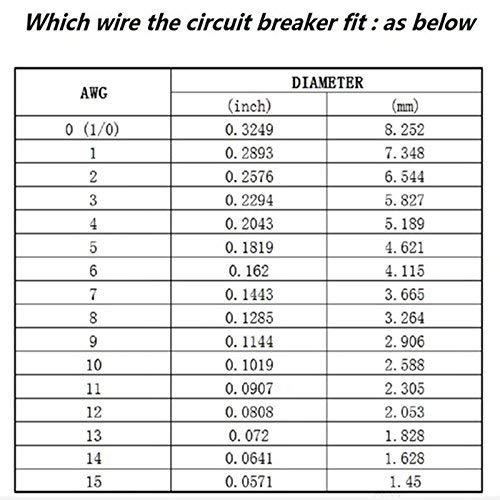 Which wire the circuit breaker fit : as below
AWG DIAMETER
(inch) (mm)
0 (1/0) 0.3249 8.252
1 0.2893 7.348
2 0.2576 6.544
3 0.2294 5.827
4 0.2043 5.189
5 0.1819 4.621
6 0.162 4.115
7 0.1443 3.665
8 0.1285 3.264
9 0.1144 2.906
10 0.1019 2.588
11 0.0907 2.305
12 0.0808 2.053
13 0.072 1.828
14 0.0641 1.628
15 0.0571 1.45